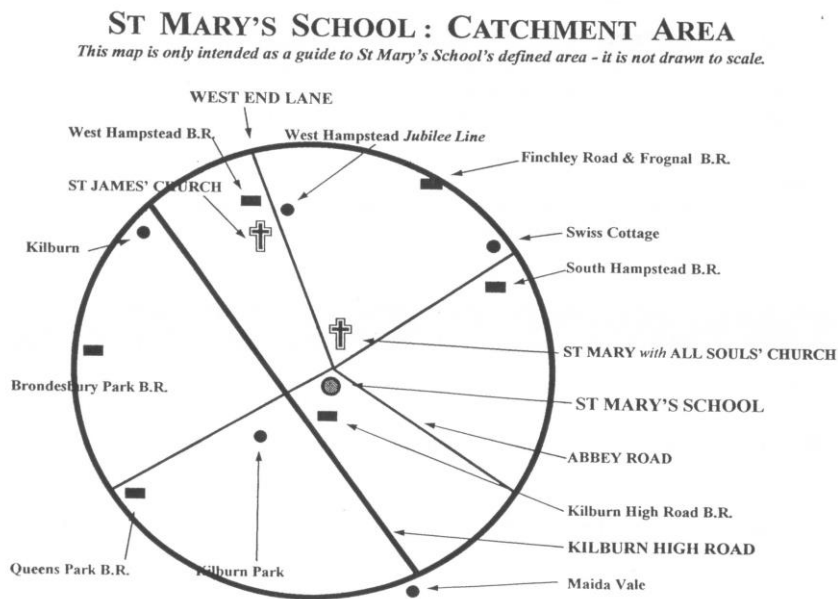 ST MARY'S SCHOOL : CATCHMENT AREA
This map is only intended as a guide to St Mary's School's defined area - it is not drawn to scale.
WEST END LANE
West Hampstead B.R.
West Hampstead Jubilee Line
Finchley Road & Frognal B.R.
ST JAMES' CHURCH
Swiss Cottage
Kilburn
South Hampstead B.R.
ST MARY with ALL SOULS' CHURCH
Brondesbury Park B.R.
ST MARY'S SCHOOL
ABBEY ROAD
Kilburn High Road B.R.
KILBURN HIGH ROAD
Queens Park B.R.
Kilburn Park
Maida Vale